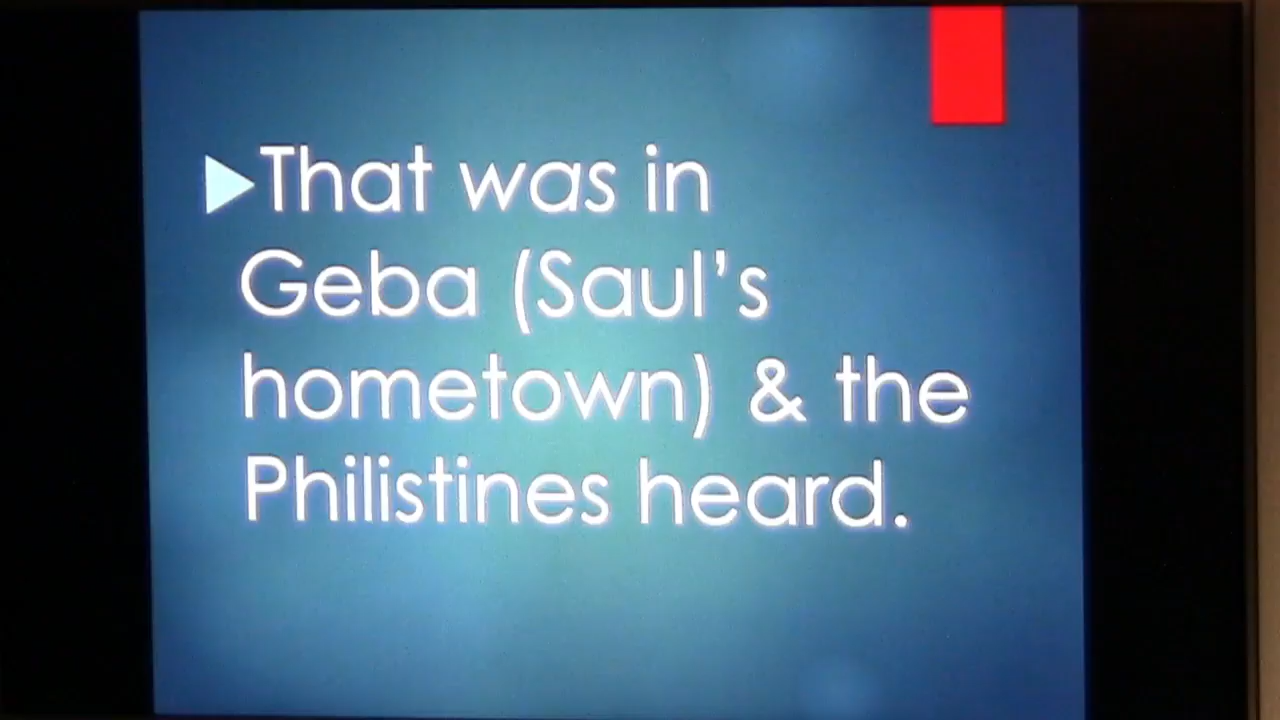 That was in
Geba (Saul's
hometown) & the
Philistines heard.